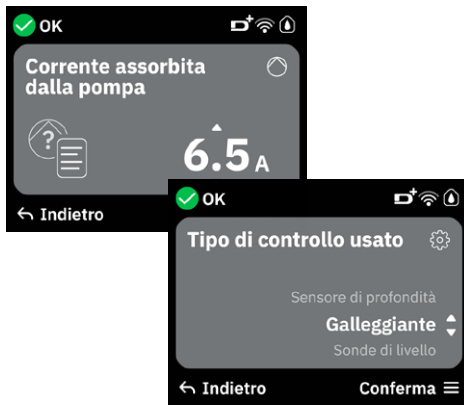 OK
Corrente assorbita
dalla pompa
?
6.5 A
Indietro
OK
Tipo di controllo usato
Sensore di profondità
Galleggiante
Sonde di livello
Indietro
Conferma